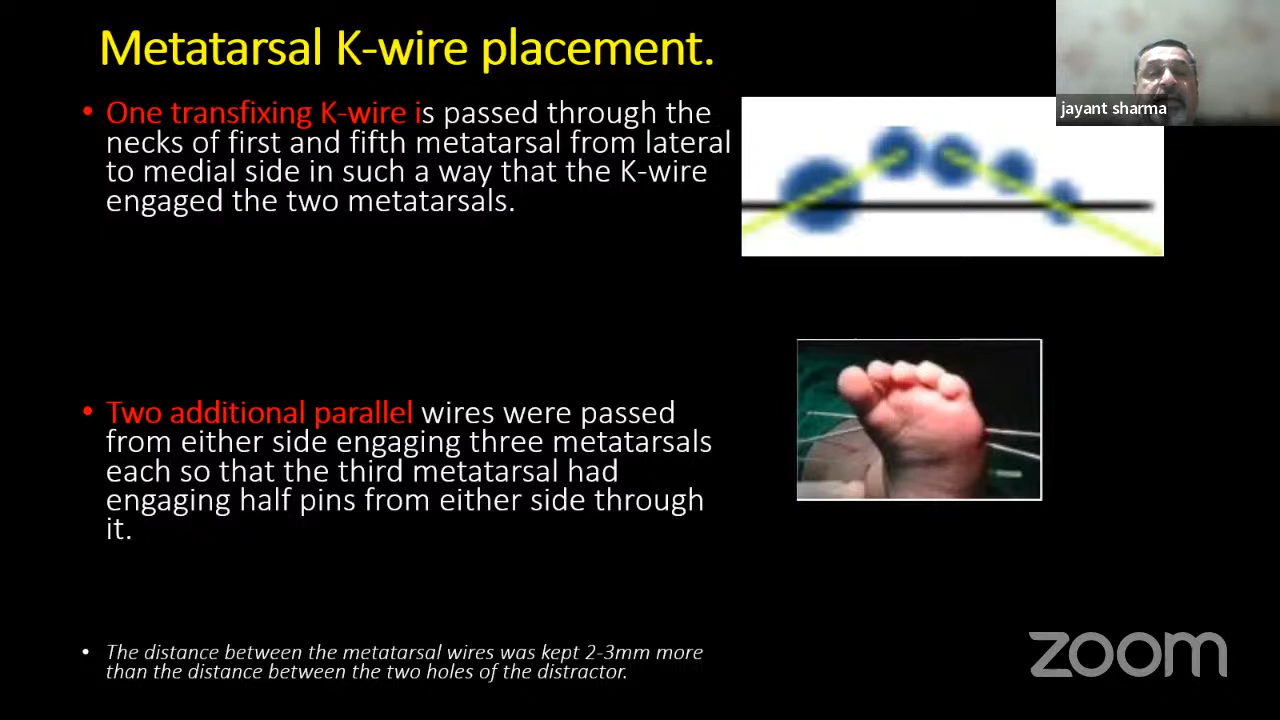 Metatarsal K-wire placement.
jayant sharma
• One transfixing K-wire is passed through the
necks of first and fifth metatarsal from lateral
to medial side in such a way that the K-wire
engaged the two metatarsals.
• Two additional parallel wires were passed
from either side engaging three metatarsals
each so that the third metatarsal had
engaging half pins from either side through
it.
• The distance between the metatarsal wires was kept 2-3mm more
than the distance between the two holes of the distractor.
zoom